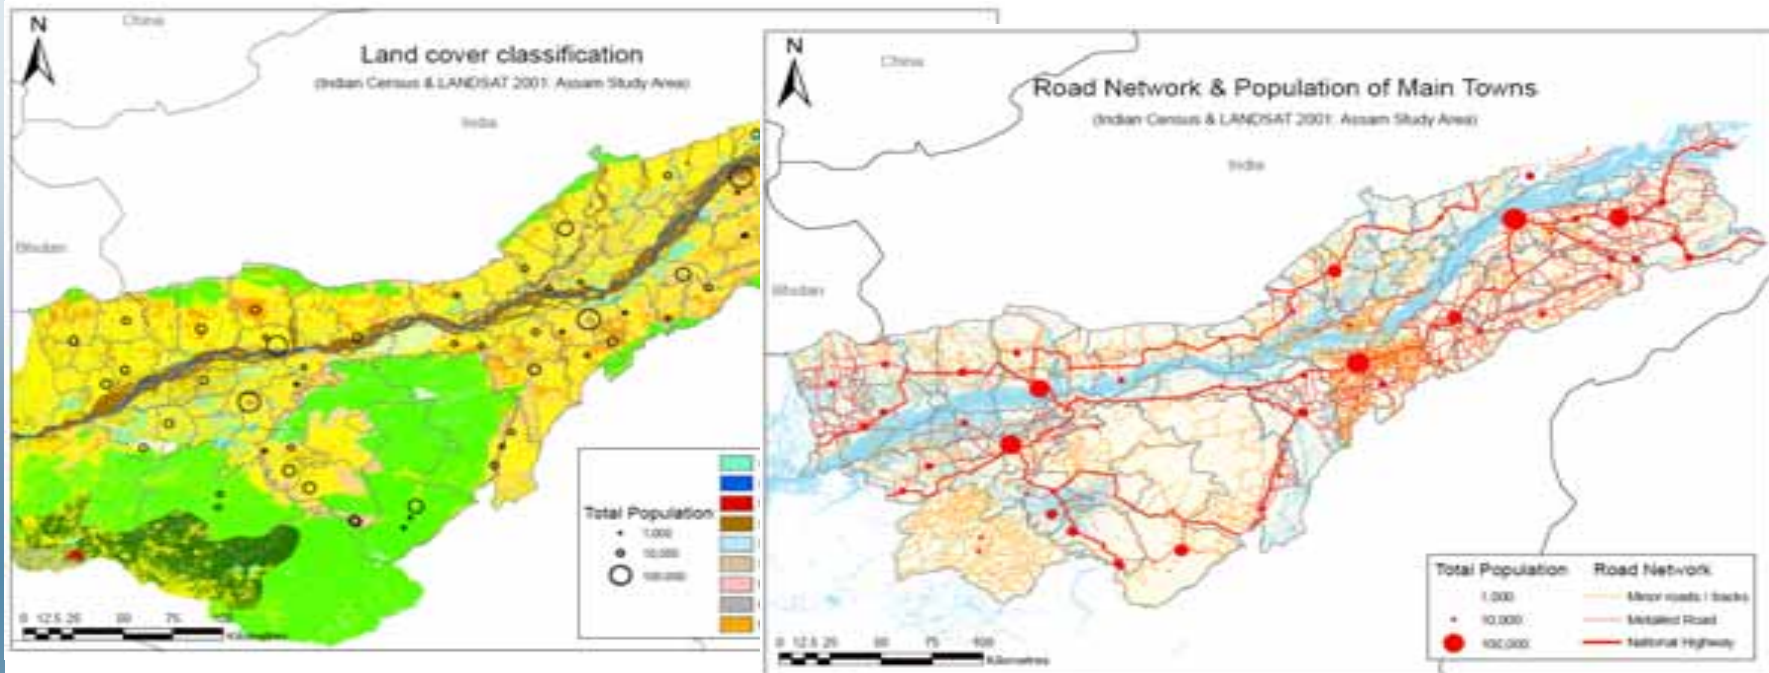 N
China
Land cover classification
(Indian Census & LANDSAT 2001: Assam Study Area)
India
Bhutan
Total Population
1,000
10,000
100,000
0 12.5 25 50 75 100
Kilometres
N
China
Road Network & Population of Main Towns
(Indian Census & LANDSAT 2001: Assam Study Area)
India
Bhutan
Total Population Road Network
1,000 Minor roads / tracks
10,000 Metalled Road
100,000 National Highway
0 12.5 25 50 75 100
Kilometres